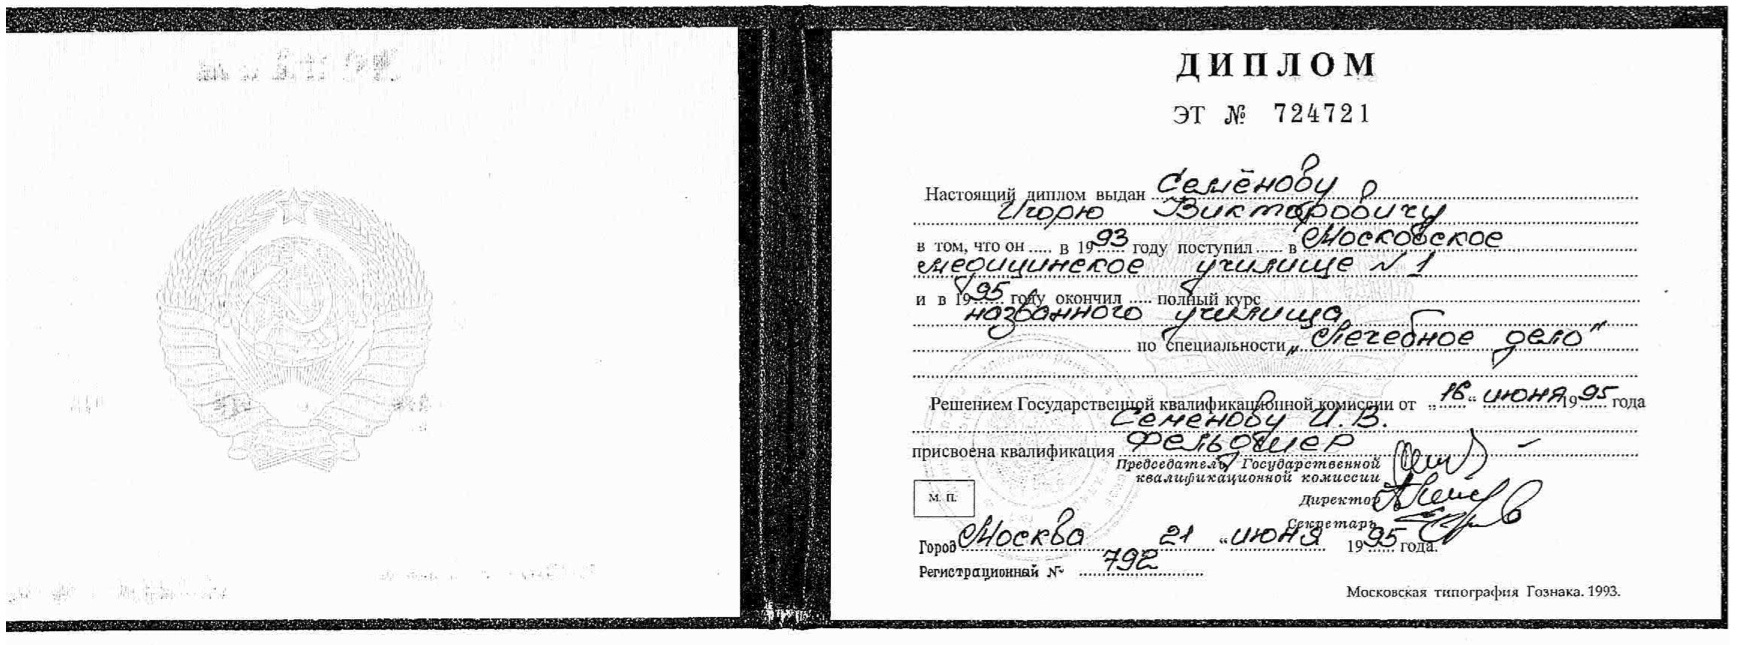 ДИПЛОМ
ЭТ № 724721
Настоящий диплом выдан Семёнову
Игорю Викторовичу
в том, что он ..... в 1993 году поступил ..... в Московское
медицинское училище N 1
и в 1995 году окончил ..... полный курс
названного училища
по специальности „Лечебное дело"
Решением Государственной квалификационной комиссии от „16“ июня 1995 года
Семенову И.В.
присвоена квалификация Фельдшер
Председатель Государственной
квалификационной комиссии
Директор
М. П.
Секретарь
Город Москва 21 “ июня 1995 года.
Регистрационный № 792
Московская типография Гознака. 1993.